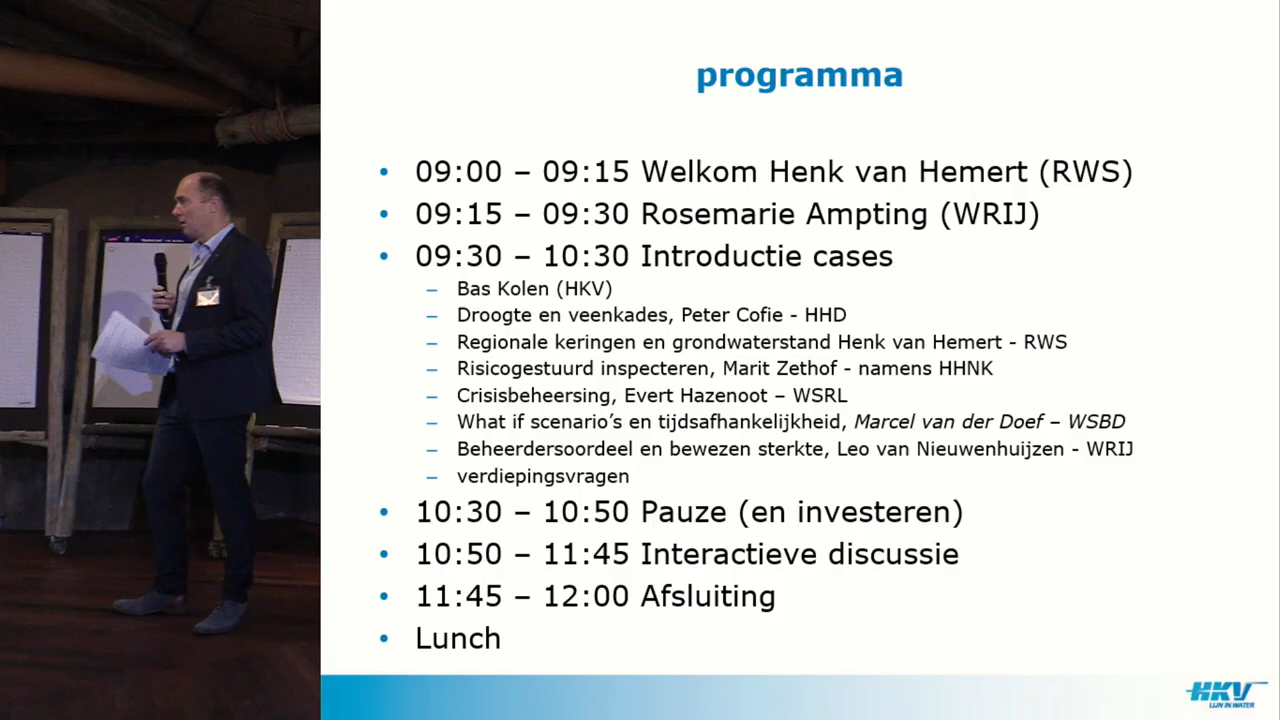 programma
• 09:00 – 09:15 Welkom Henk van Hemert (RWS)
• 09:15 – 09:30 Rosemarie Ampting (WRIJ)
• 09:30 – 10:30 Introductie cases
– Bas Kolen (HKV)
– Droogte en veenkades, Peter Cofie - HHD
– Regionale keringen en grondwaterstand Henk van Hemert - RWS
– Risicogestuurd inspecteren, Marit Zethof - namens HHNK
– Crisisbeheersing, Evert Hazenoot – WSRL
– What if scenario’s en tijdsafhankelijkheid, Marcel van der Doef – WSBD
– Beheerdersoordeel en bewezen sterkte, Leo van Nieuwenhuijzen - WRIJ
– verdiepingsvragen
• 10:30 – 10:50 Pauze (en investeren)
• 10:50 – 11:45 Interactieve discussie
• 11:45 – 12:00 Afsluiting
• Lunch
HKV
LIJN IN WATER